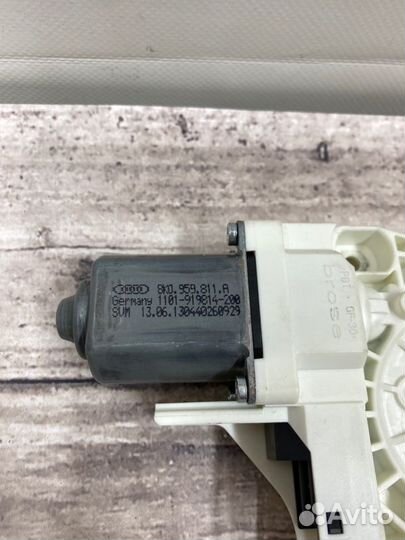 8K0.959.811.A
Germany 1101-919814-200
SVM 13.06.130440260929
brose
Avito